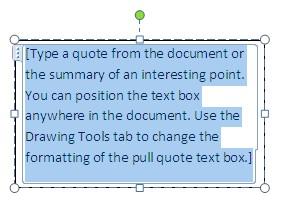 [Type a quote from the document or
the summary of an interesting point.
You can position the text box
anywhere in the document. Use the
Drawing Tools tab to change the
formatting of the pull quote text box.]